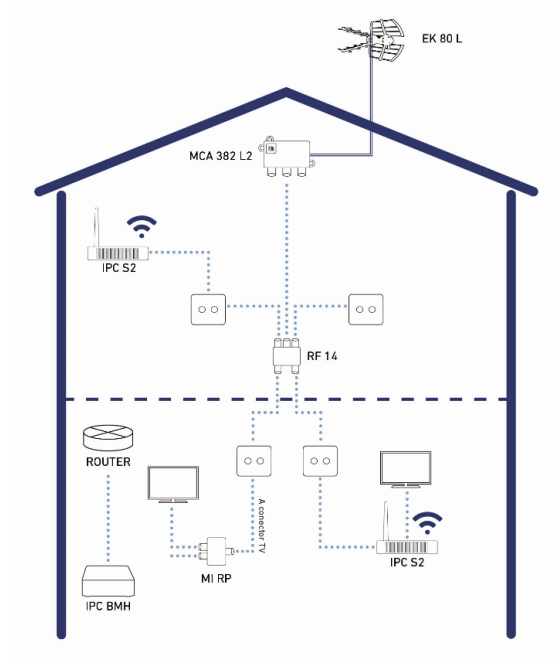 EK 80 L
MCA 382 L2
IPC S2
RF 14
ROUTER
A conector TV
MI RP
IPC S2
IPC BMH